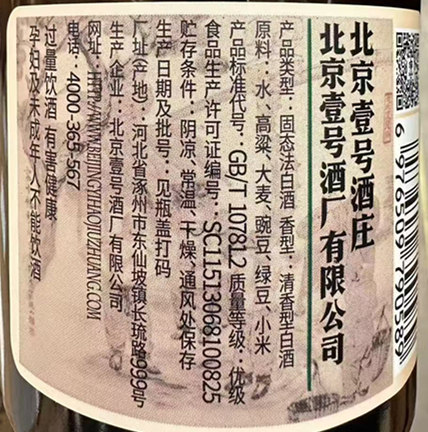 北京壹号酒庄
北京壹号酒厂有限公司
产品类型：固态法白酒 香型：清香型白酒
原料：水、高粱、大麦、豌豆、绿豆、小米
产品标准代号：GB/T 10781.2 质量等级：优级
食品生产许可证编号：SC11513068100825
贮存条件：阴凉、常温、干燥、通风处保存
生产日期及批号：见瓶盖打码
厂址(产地)：河北省涿州市东仙坡镇长琉路999号
生产企业：北京壹号酒厂有限公司
网址：HTTP://WWW.BEIJINGYIHAOJIUZHUANG.COM
电话：4000-365-567
过量饮酒 有害健康
孕妇及未成年人不能饮酒
6 976509 790589